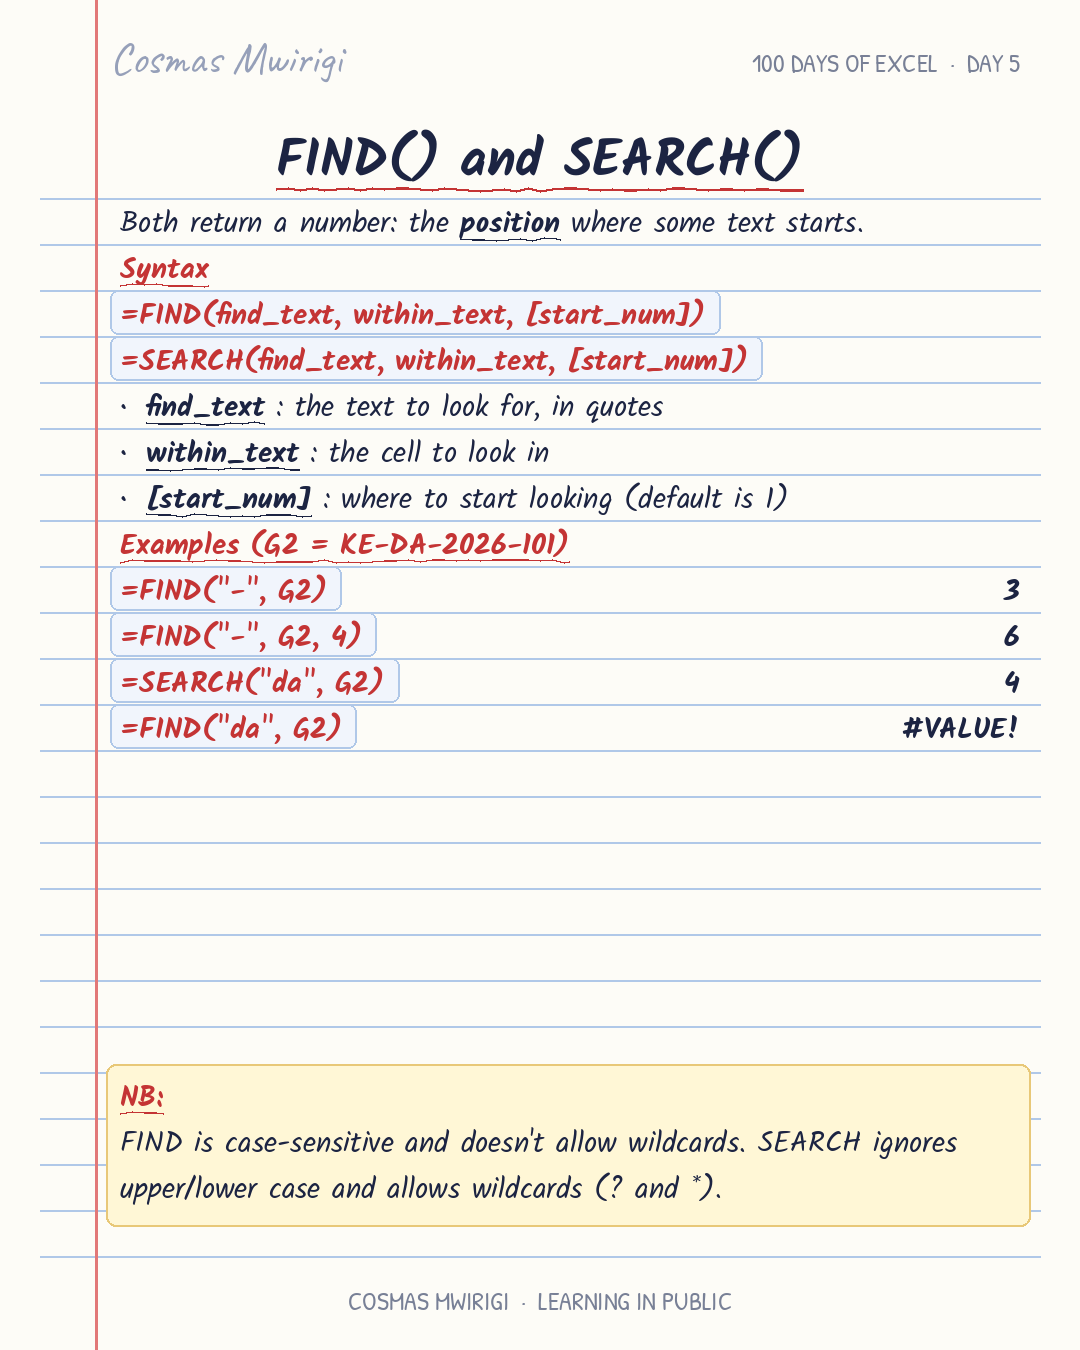 Cosmas Mwirigi
100 DAYS OF EXCEL · DAY 5
FIND() and SEARCH()
Both return a number: the position where some text starts.
Syntax
=FIND(find_text, within_text, [start_num])
=SEARCH(find_text, within_text, [start_num])
· find_text : the text to look for, in quotes
· within_text : the cell to look in
· [start_num] : where to start looking (default is 1)
Examples (G2 = KE-DA-2026-101)
=FIND("-", G2) 3
=FIND("-", G2, 4) 6
=SEARCH("da", G2) 4
=FIND("da", G2) #VALUE!
NB:
FIND is case-sensitive and doesn't allow wildcards. SEARCH ignores
upper/lower case and allows wildcards (? and *).
COSMAS MWIRIGI · LEARNING IN PUBLIC